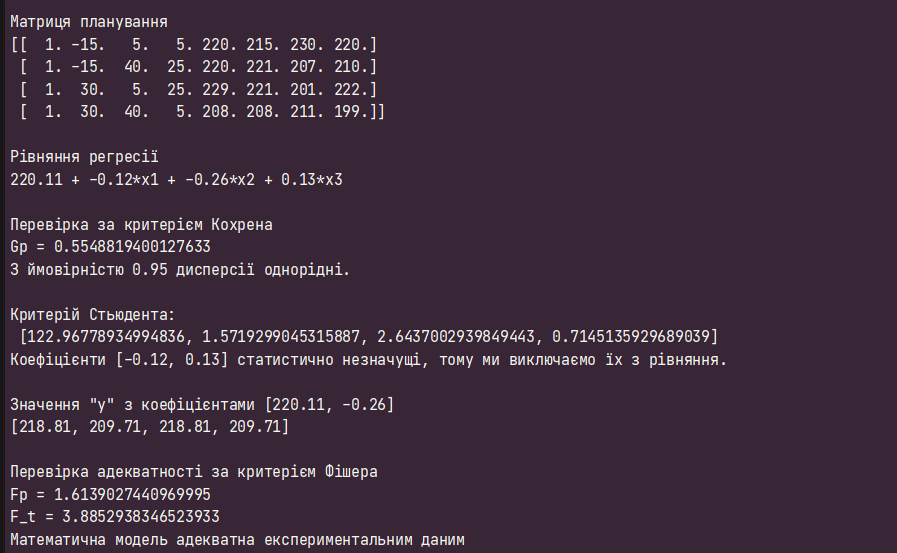 Матриця планування
[[  1. -15.   5.   5. 220. 215. 230. 220.]
 [  1. -15.  40.  25. 220. 221. 207. 210.]
 [  1.  30.   5.  25. 229. 221. 201. 222.]
 [  1.  30.  40.   5. 208. 208. 211. 199.]]
Рівняння регресії
220.11 + -0.12*x1 + -0.26*x2 + 0.13*x3
Перевірка за критерієм Кохрена
Gp = 0.5548819400127633
З ймовірністю 0.95 дисперсії однорідні.
Критерій Стьюдента:
 [122.96778934994836, 1.5719299045315887, 2.6437002939849443, 0.7145135929689039]
Коефіцієнти [-0.12, 0.13] статистично незначущі, тому ми виключаємо їх з рівняння.
Значення "y" з коефіцієнтами [220.11, -0.26]
[218.81, 209.71, 218.81, 209.71]
Перевірка адекватності за критерієм Фішера
Fp = 1.6139027440969995
F_t = 3.8852938346523933
Математична модель адекватна експериментальним даним